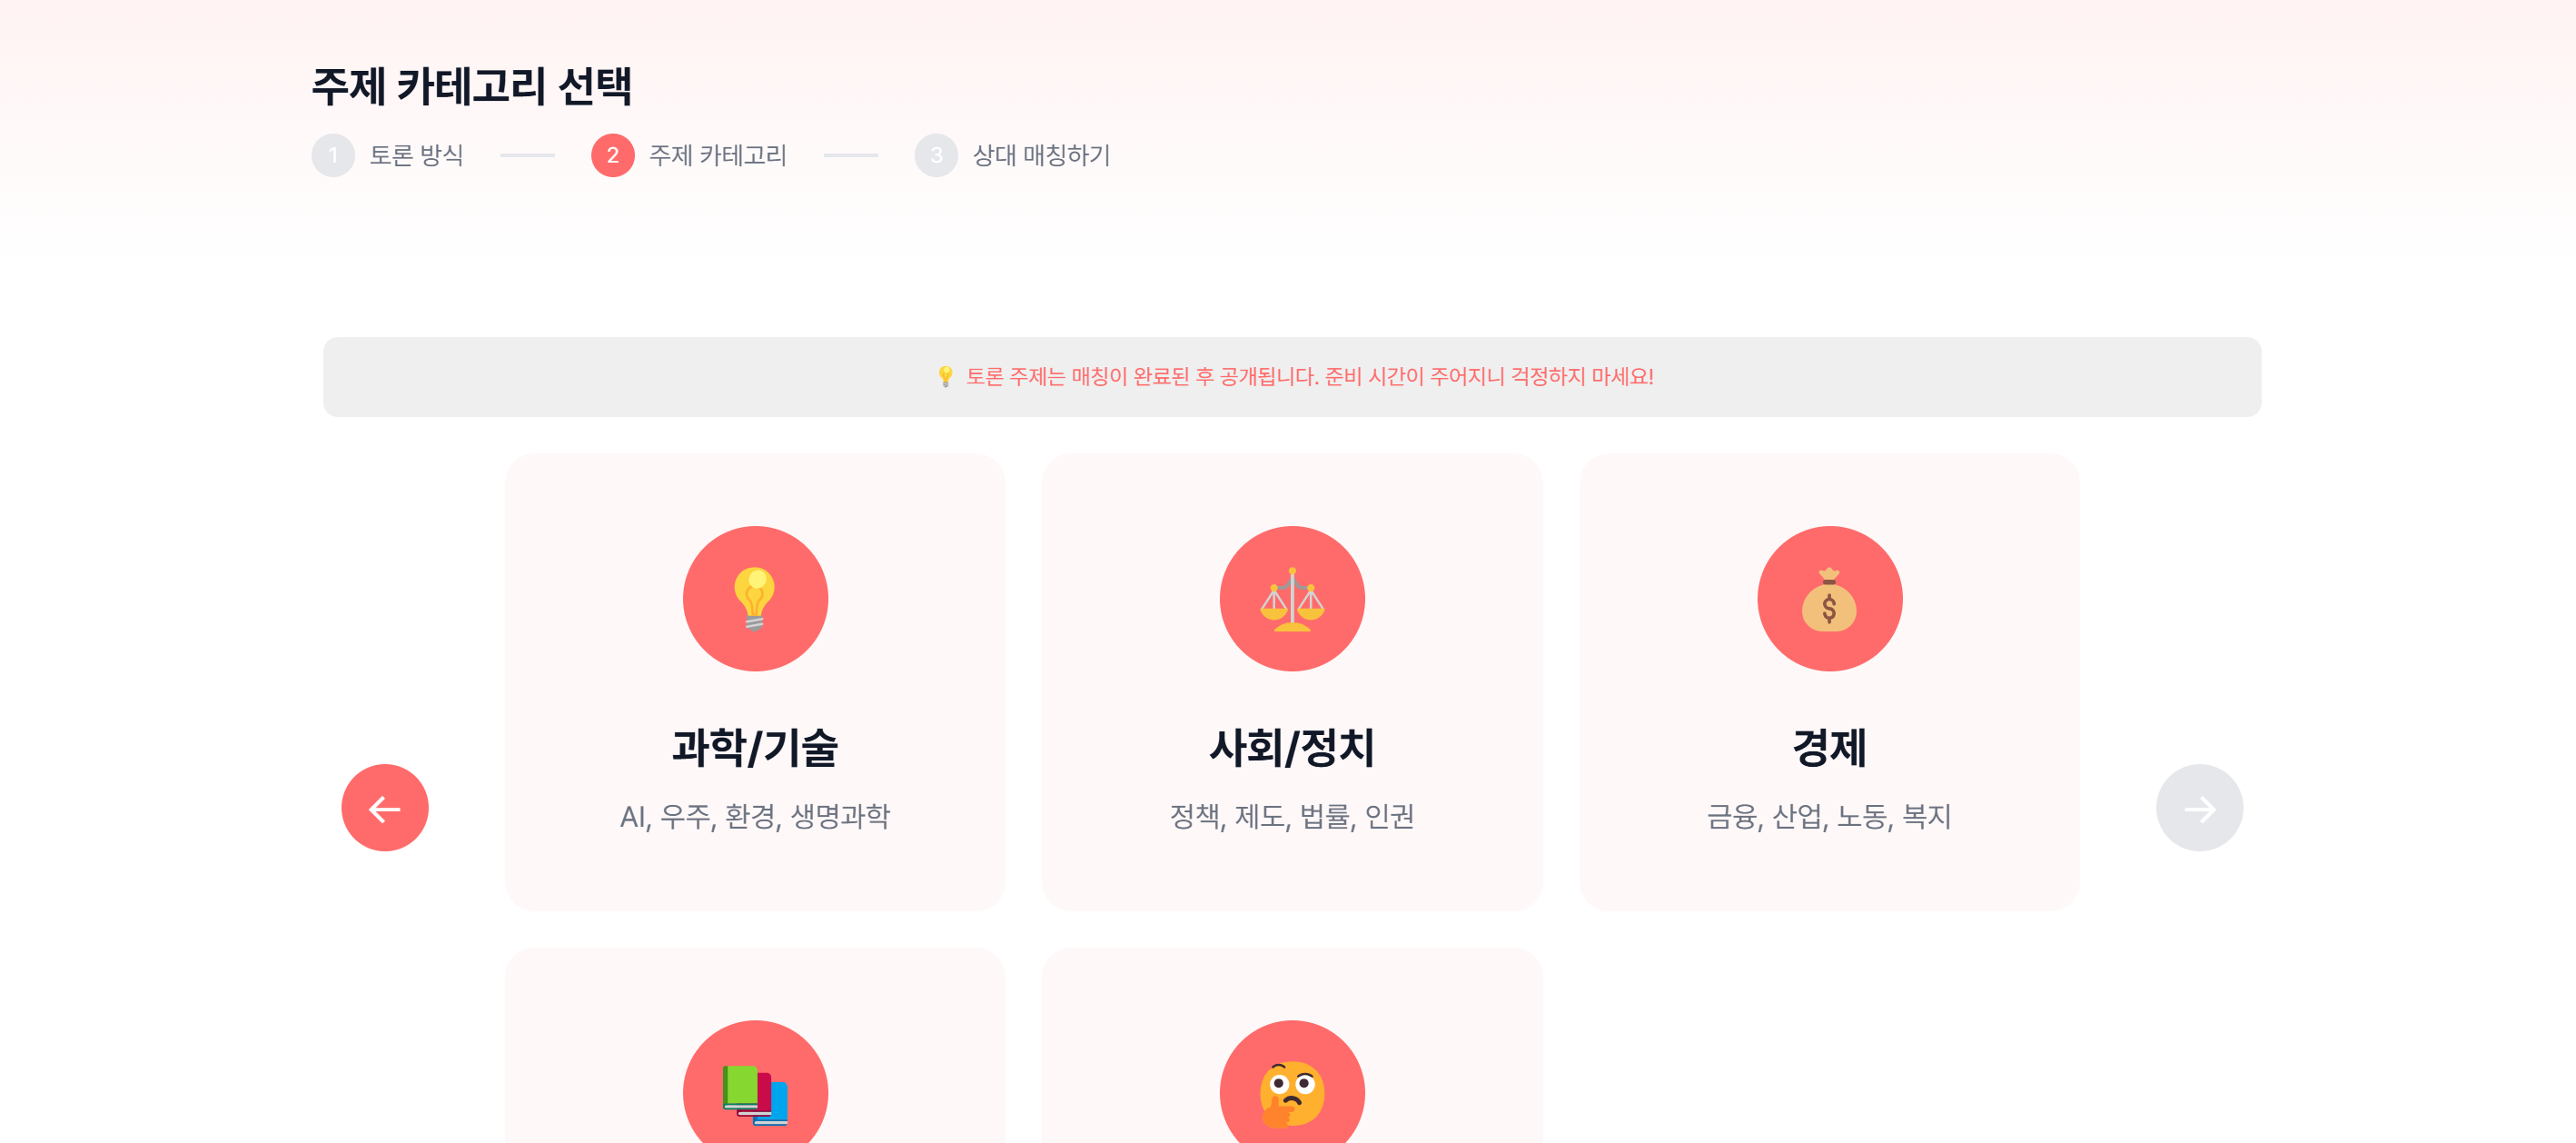 주제 카테고리 선택
1 토론 방식 2 주제 카테고리 3 상대 매칭하기
💡 토론 주제는 매칭이 완료된 후 공개됩니다. 준비 시간이 주어지니 걱정하지 마세요!
과학/기술
AI, 우주, 환경, 생명과학
사회/정치
정책, 제도, 법률, 인권
경제
금융, 산업, 노동, 복지